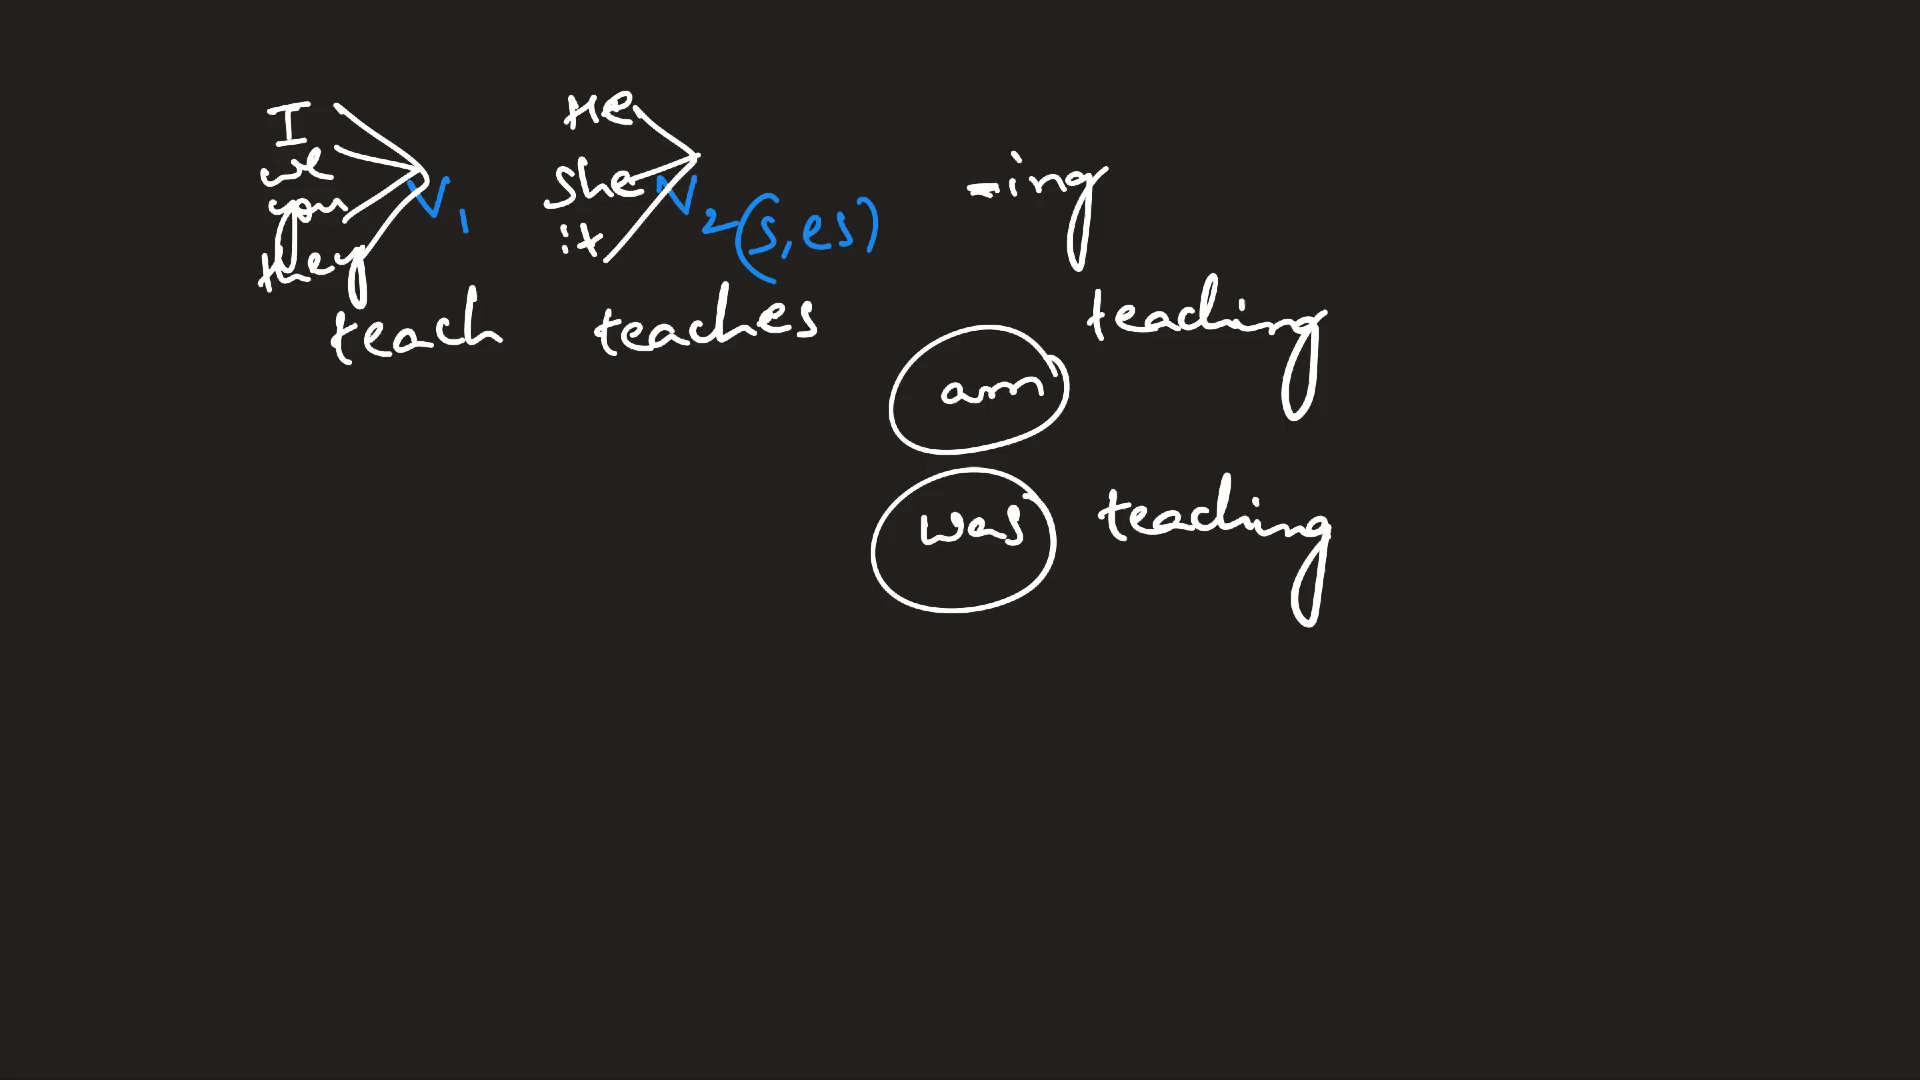 I
we
you
they
V1
teach
He
she
it
V2 (s, es)
teaches
-ing
teaching
am
was teaching